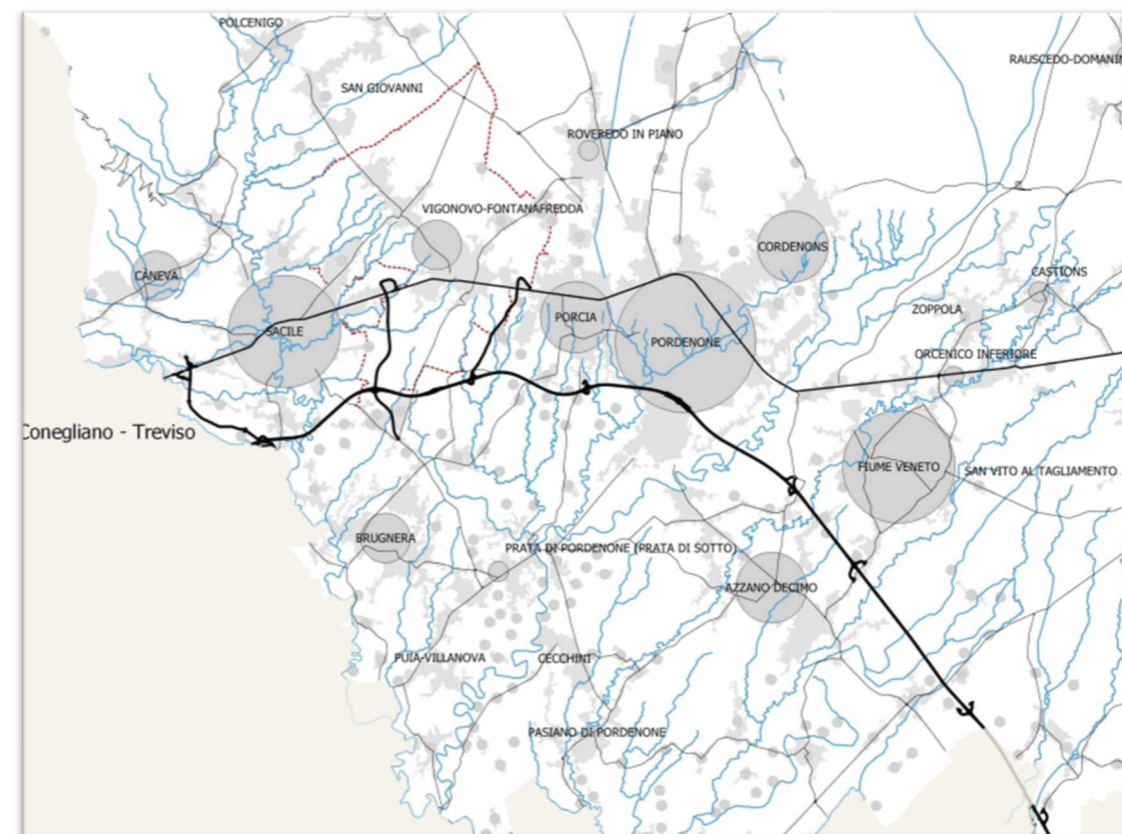 POLCENIGO
RAUSCEDO-DOMANIN
SAN GIOVANNI
ROVEREDO IN PIANO
VIGONOVO-FONTANAFREDDA
CORDENONS
CANEVA
CASTIONS
ZOPPOLA
PORCIA
SACILE
PORDENONE
ORCENICO INFERIORE
Conegliano - Treviso
FIUME VENETO
SAN VITO AL TAGLIAMENTO
BRUGNERA
PRATA DI PORDENONE (PRATA DI SOTTO)
AZZANO DECIMO
PUIA-VILLANOVA
CECCHINI
PASIANO DI PORDENONE